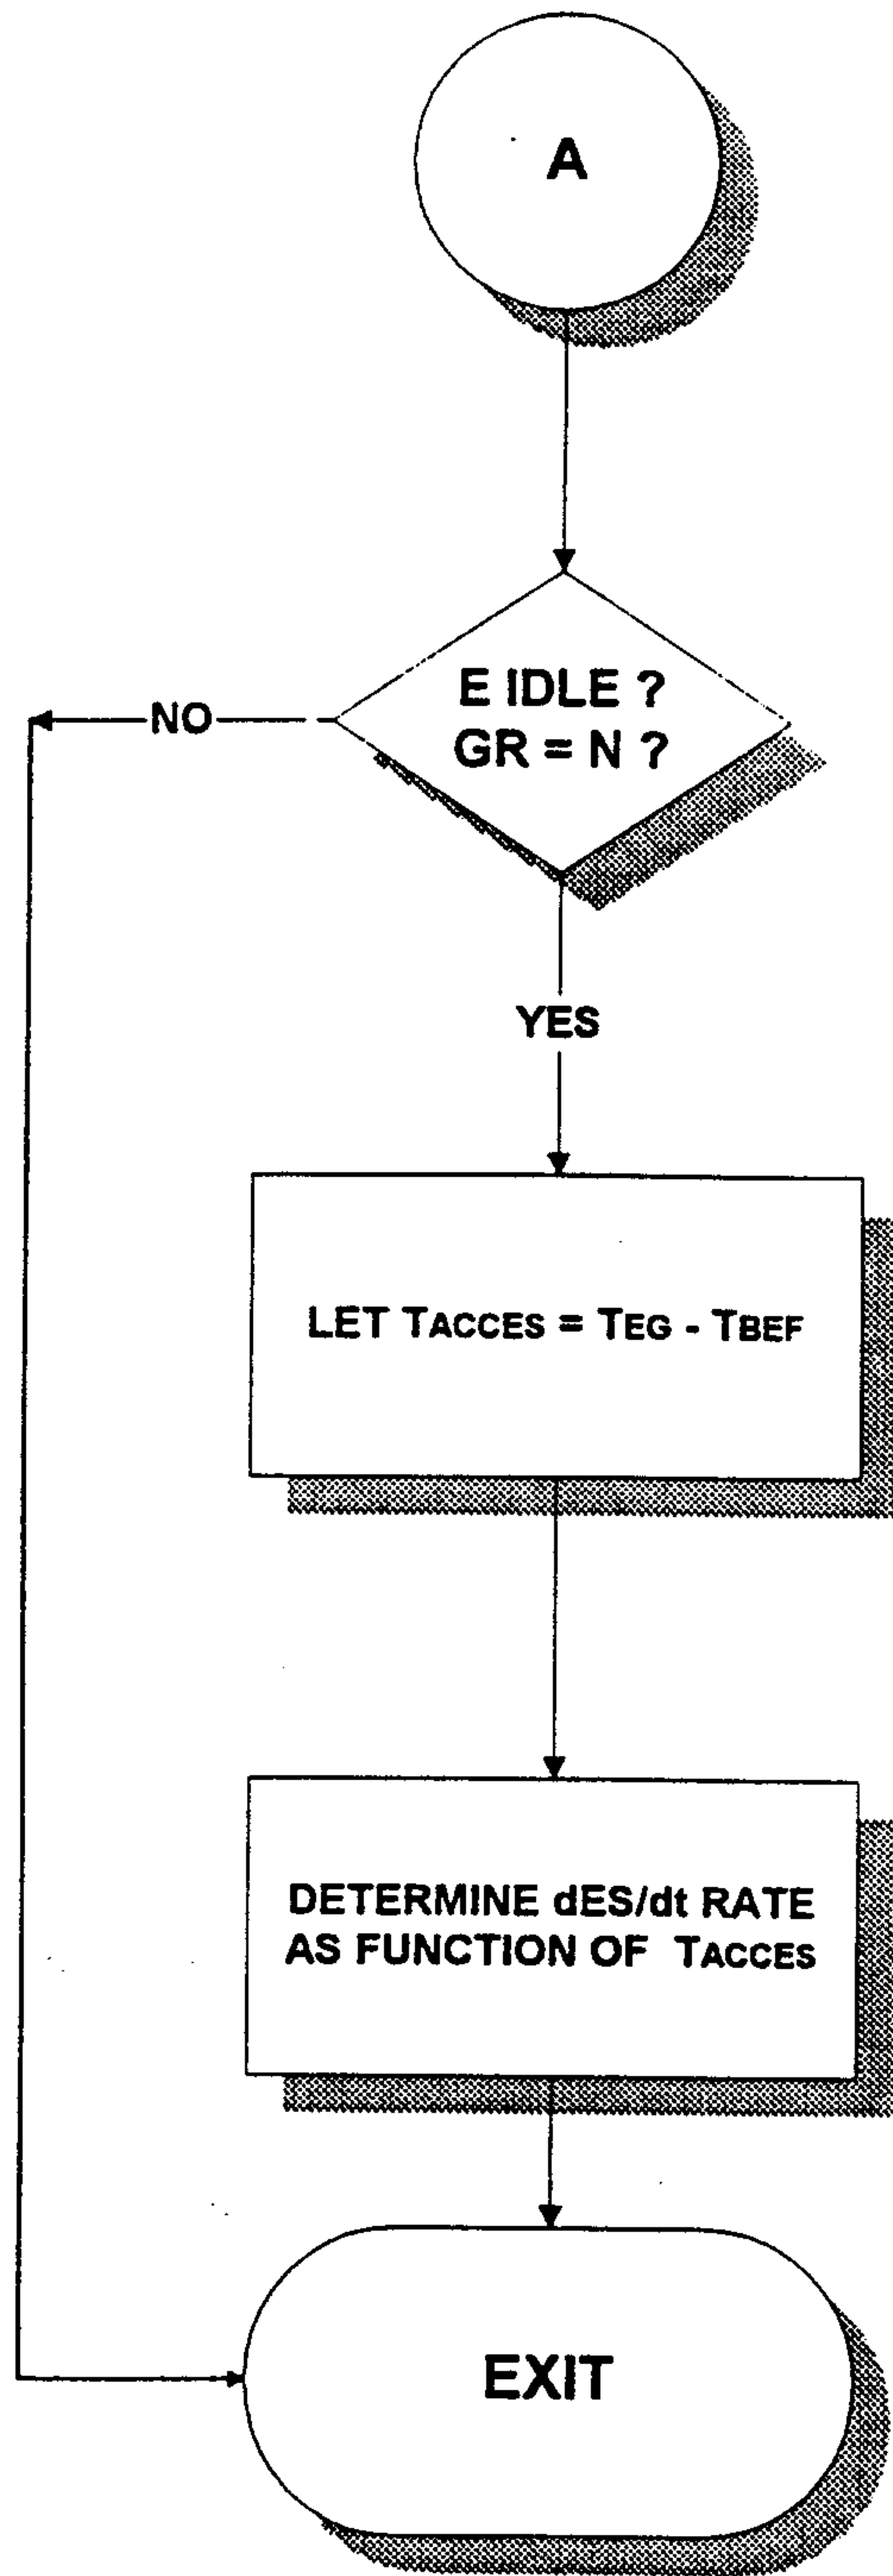 A
E IDLE ?
GR = N ?
NO
YES
LET TACCES = TEG - TBEF
DETERMINE dES/dt RATE
AS FUNCTION OF TACCES
EXIT